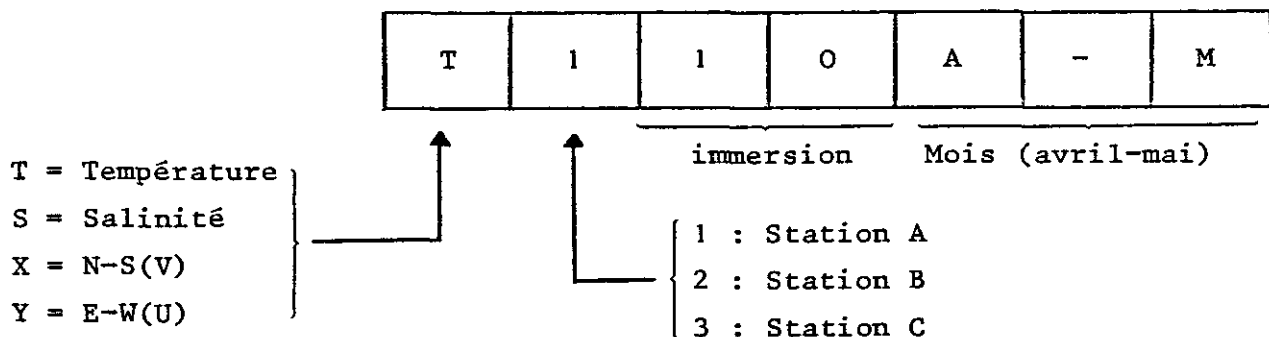 T 1 1 0 A - M
immersion Mois (avril-mai)
T = Température
S = Salinité
X = N-S(V)
Y = E-W(U)
1 : Station A
2 : Station B
3 : Station C